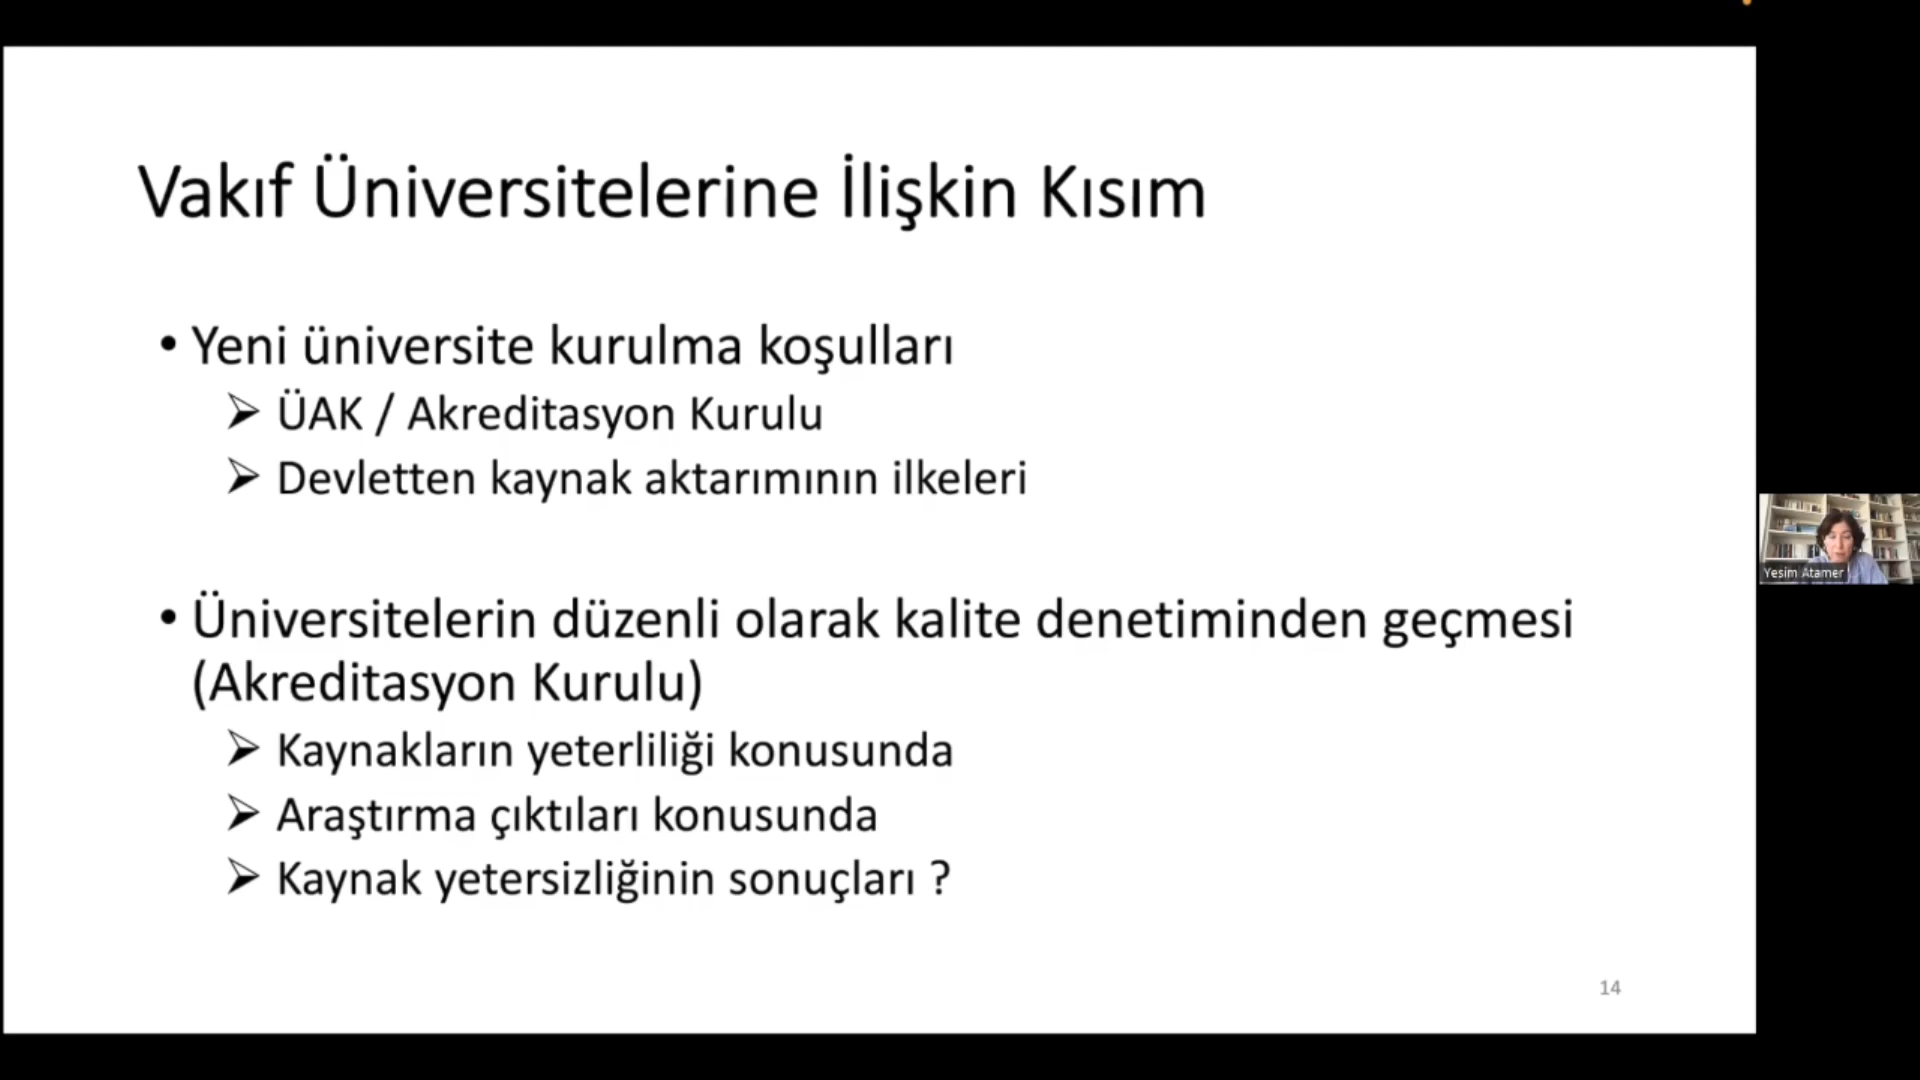 Vakıf Üniversitelerine İlişkin Kısım
• Yeni üniversite kurulma koşulları
➢ ÜAK / Akreditasyon Kurulu
➢ Devletten kaynak aktarımının ilkeleri
• Üniversitelerin düzenli olarak kalite denetiminden geçmesi
(Akreditasyon Kurulu)
➢ Kaynakların yeterliliği konusunda
➢ Araştırma çıktıları konusunda
➢ Kaynak yetersizliğinin sonuçları ?
14
Yesim Atamer